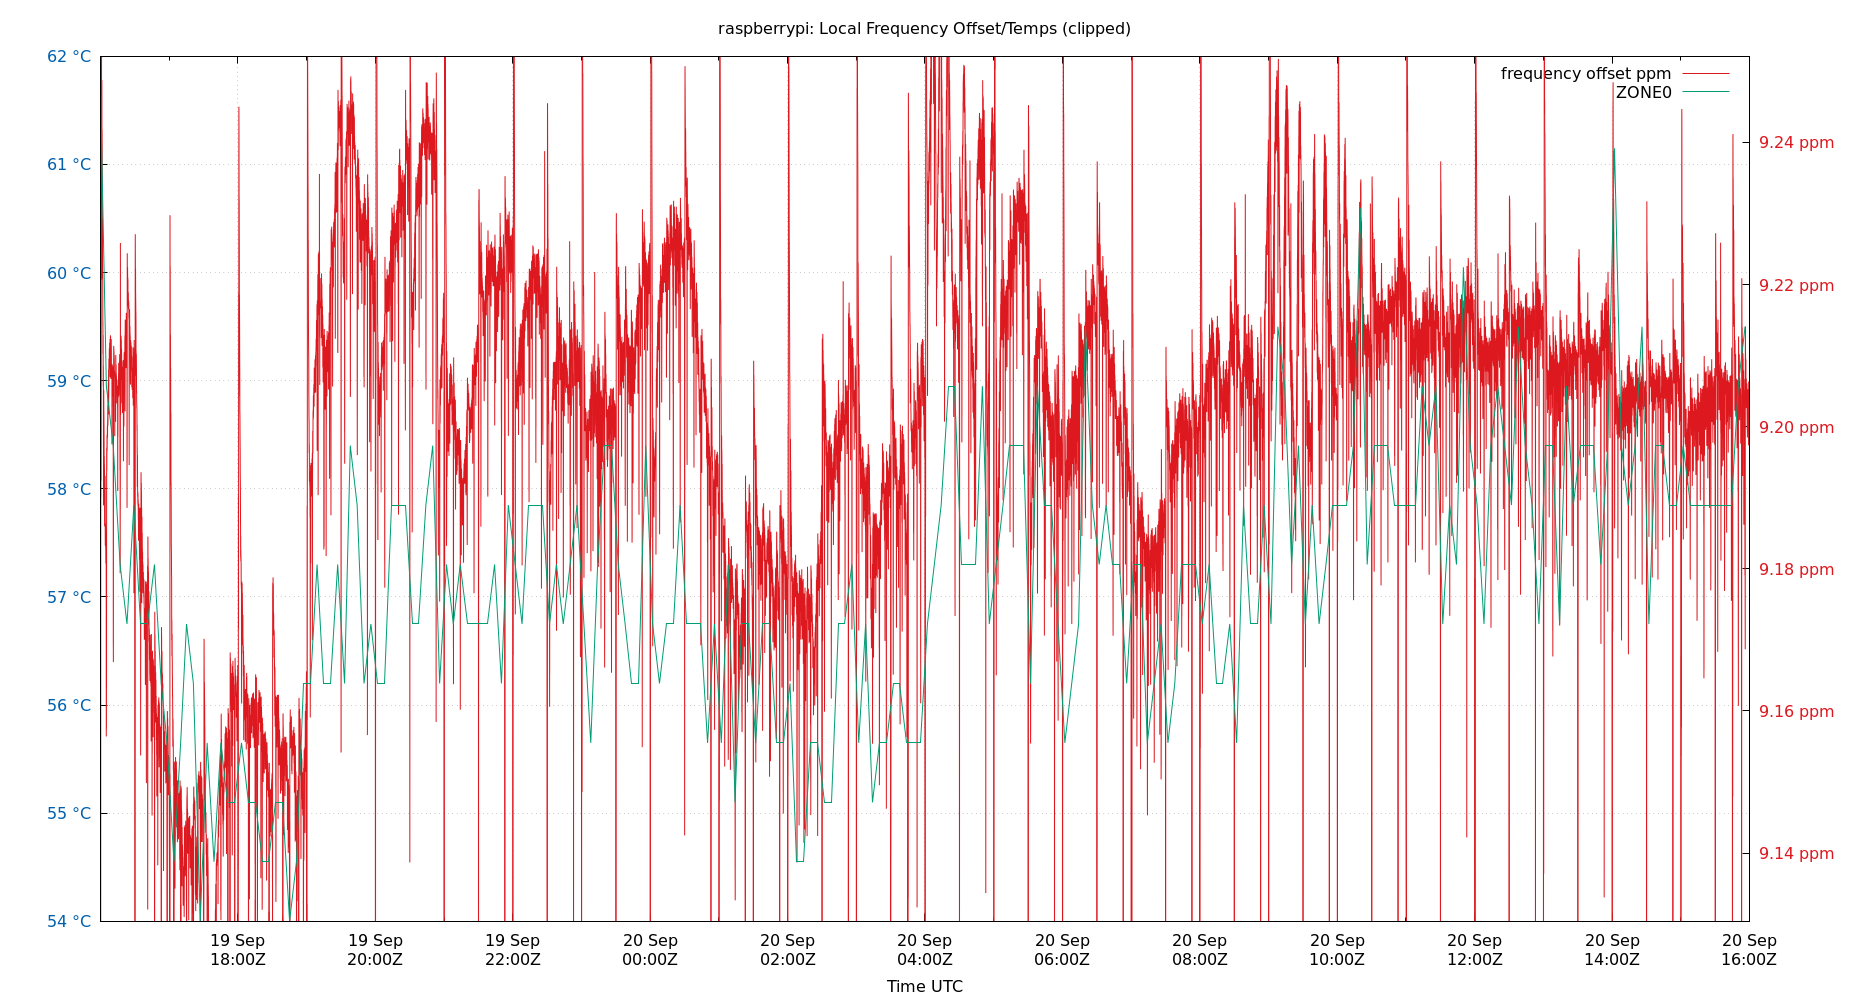 raspberrypi: Local Frequency Offset/Temps (clipped)
62 °C
61 °C
60 °C
59 °C
58 °C
57 °C
56 °C
55 °C
54 °C
frequency offset ppm
ZONE0
9.24 ppm
9.22 ppm
9.20 ppm
9.18 ppm
9.16 ppm
9.14 ppm
19 Sep
18:00Z
19 Sep
20:00Z
19 Sep
22:00Z
20 Sep
00:00Z
20 Sep
02:00Z
20 Sep
04:00Z
20 Sep
06:00Z
20 Sep
08:00Z
20 Sep
10:00Z
20 Sep
12:00Z
20 Sep
14:00Z
20 Sep
16:00Z
Time UTC